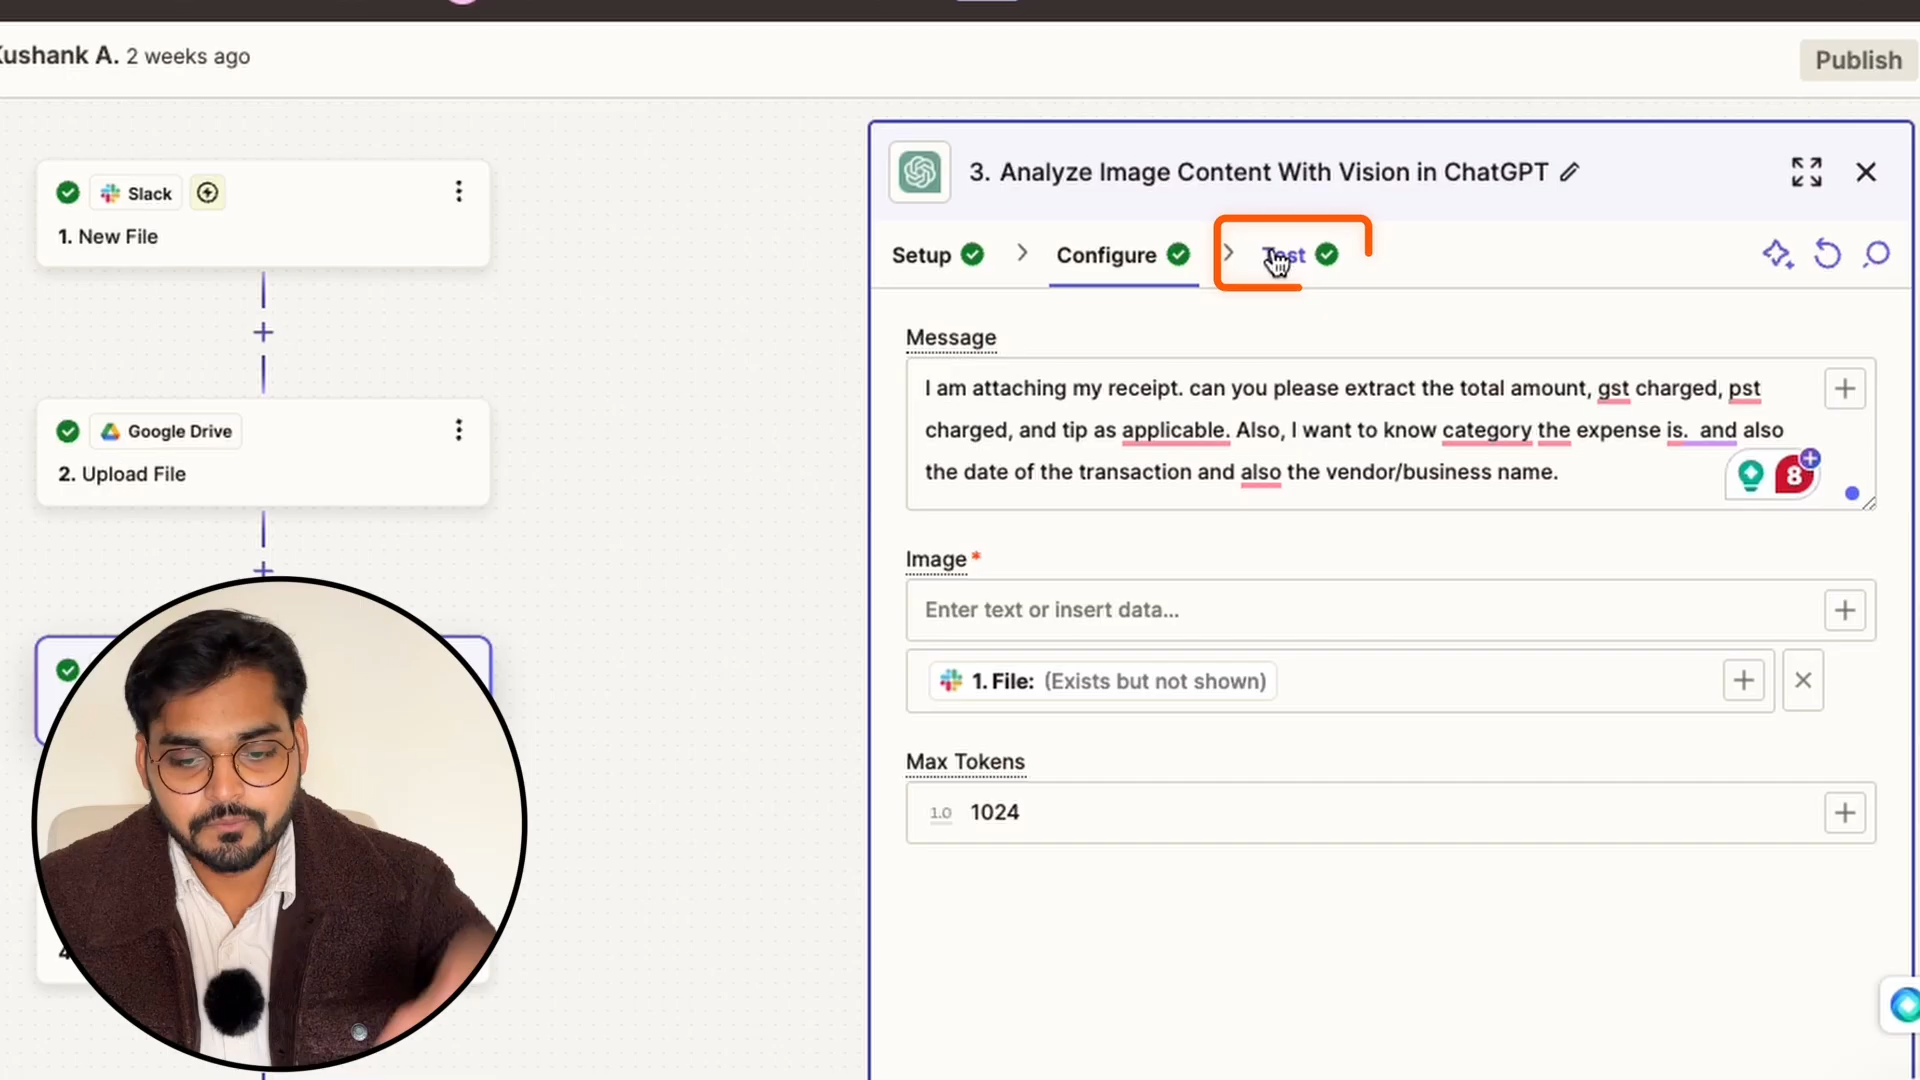 Kushank A. 2 weeks ago
Publish
Slack
1. New File
Google Drive
2. Upload File
3. Analyze Image Content With Vision in ChatGPT
Setup
Configure
Test
Message
I am attaching my receipt. can you please extract the total amount, gst charged, pst
charged, and tip as applicable. Also, I want to know category the expense is. and also
the date of the transaction and also the vendor/business name.
8
Image*
Enter text or insert data...
1. File: (Exists but not shown)
Max Tokens
1.0 1024